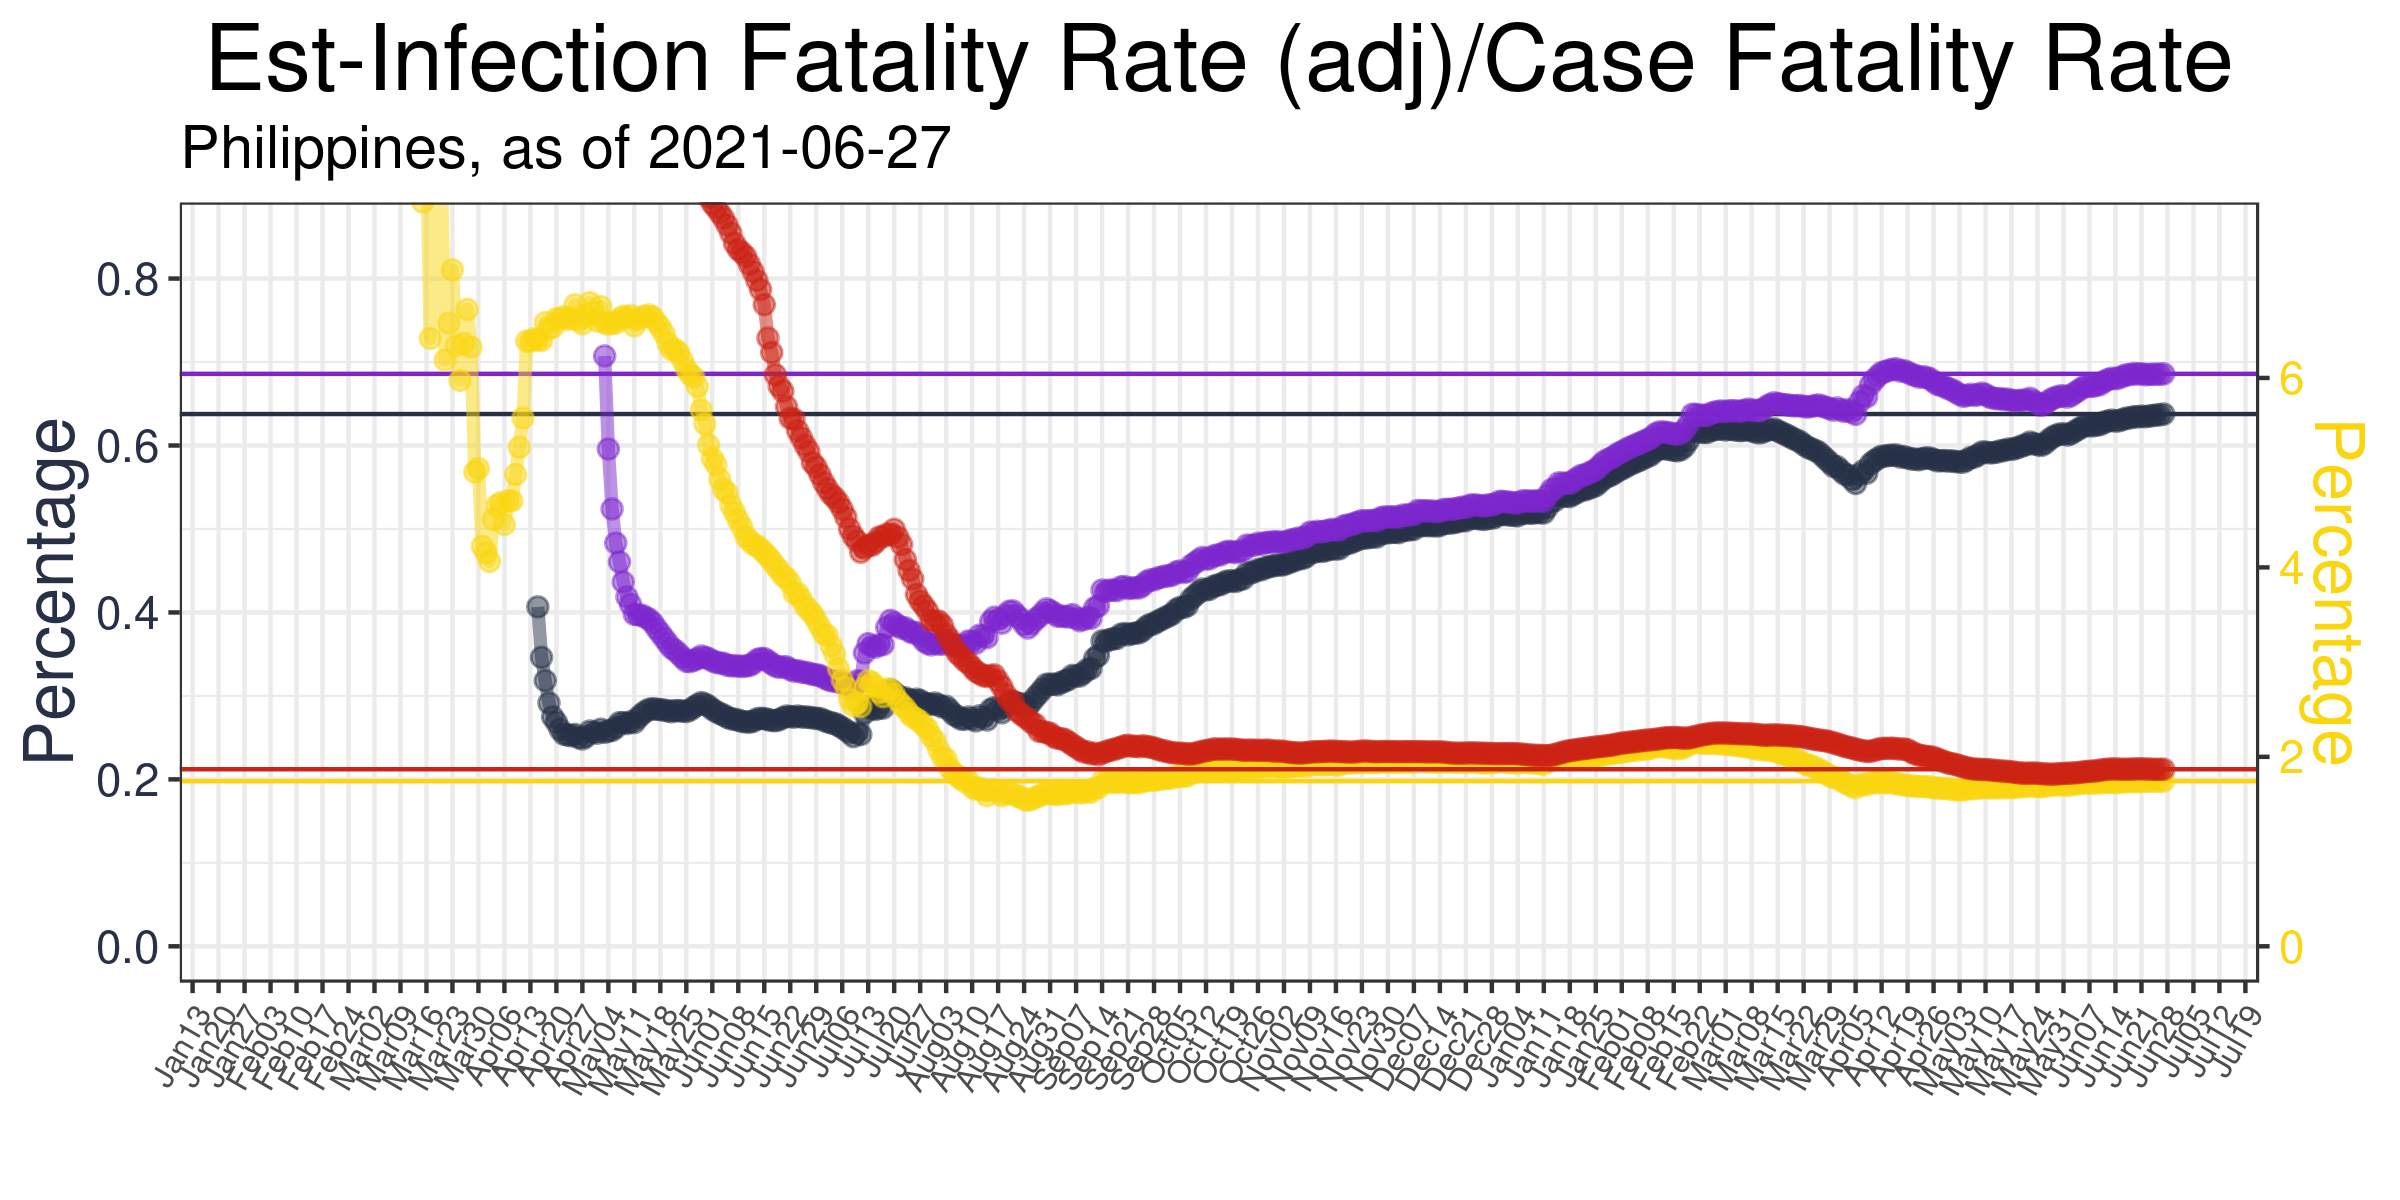 Est-Infection Fatality Rate (adj)/Case Fatality Rate
Philippines, as of 2021-06-27
Percentage
0.8
0.6
0.4
0.2
0.0
6
4
2
0
Percentage
Jan13
Jan20
Jan27
Feb03
Feb10
Feb17
Feb24
Mar02
Mar09
Mar16
Mar23
Mar30
Apr06
Apr13
Apr20
Apr27
May04
May11
May18
May25
Jun01
Jun08
Jun15
Jun22
Jun29
Jul06
Jul13
Jul20
Jul27
Aug03
Aug10
Aug17
Aug24
Aug31
Sep07
Sep14
Sep21
Sep28
Oct05
Oct12
Oct19
Oct26
Nov02
Nov09
Nov16
Nov23
Nov30
Dec07
Dec14
Dec21
Dec28
Jan04
Jan11
Jan18
Jan25
Feb01
Feb08
Feb15
Feb22
Mar01
Mar08
Mar15
Mar22
Mar29
Apr05
Apr12
Apr19
Apr26
May03
May10
May17
May24
May31
Jun07
Jun14
Jun21
Jun28
Jul05
Jul12
Jul19